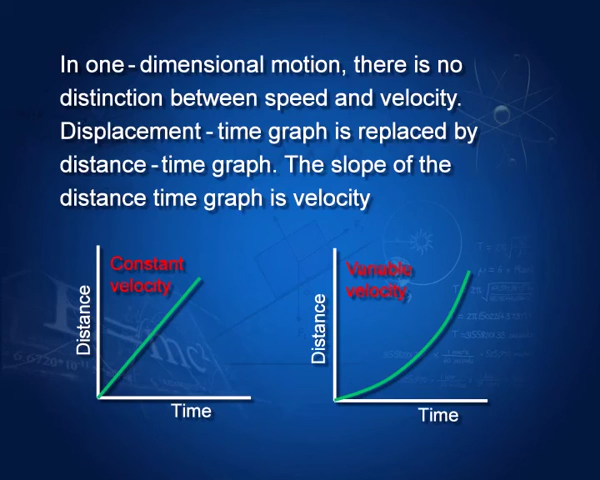 In one - dimensional motion, there is no
distinction between speed and velocity.
Displacement - time graph is replaced by
distance - time graph. The slope of the
distance time graph is velocity
Constant
velocity
Distance
Time
Variable
velocity
Distance
Time